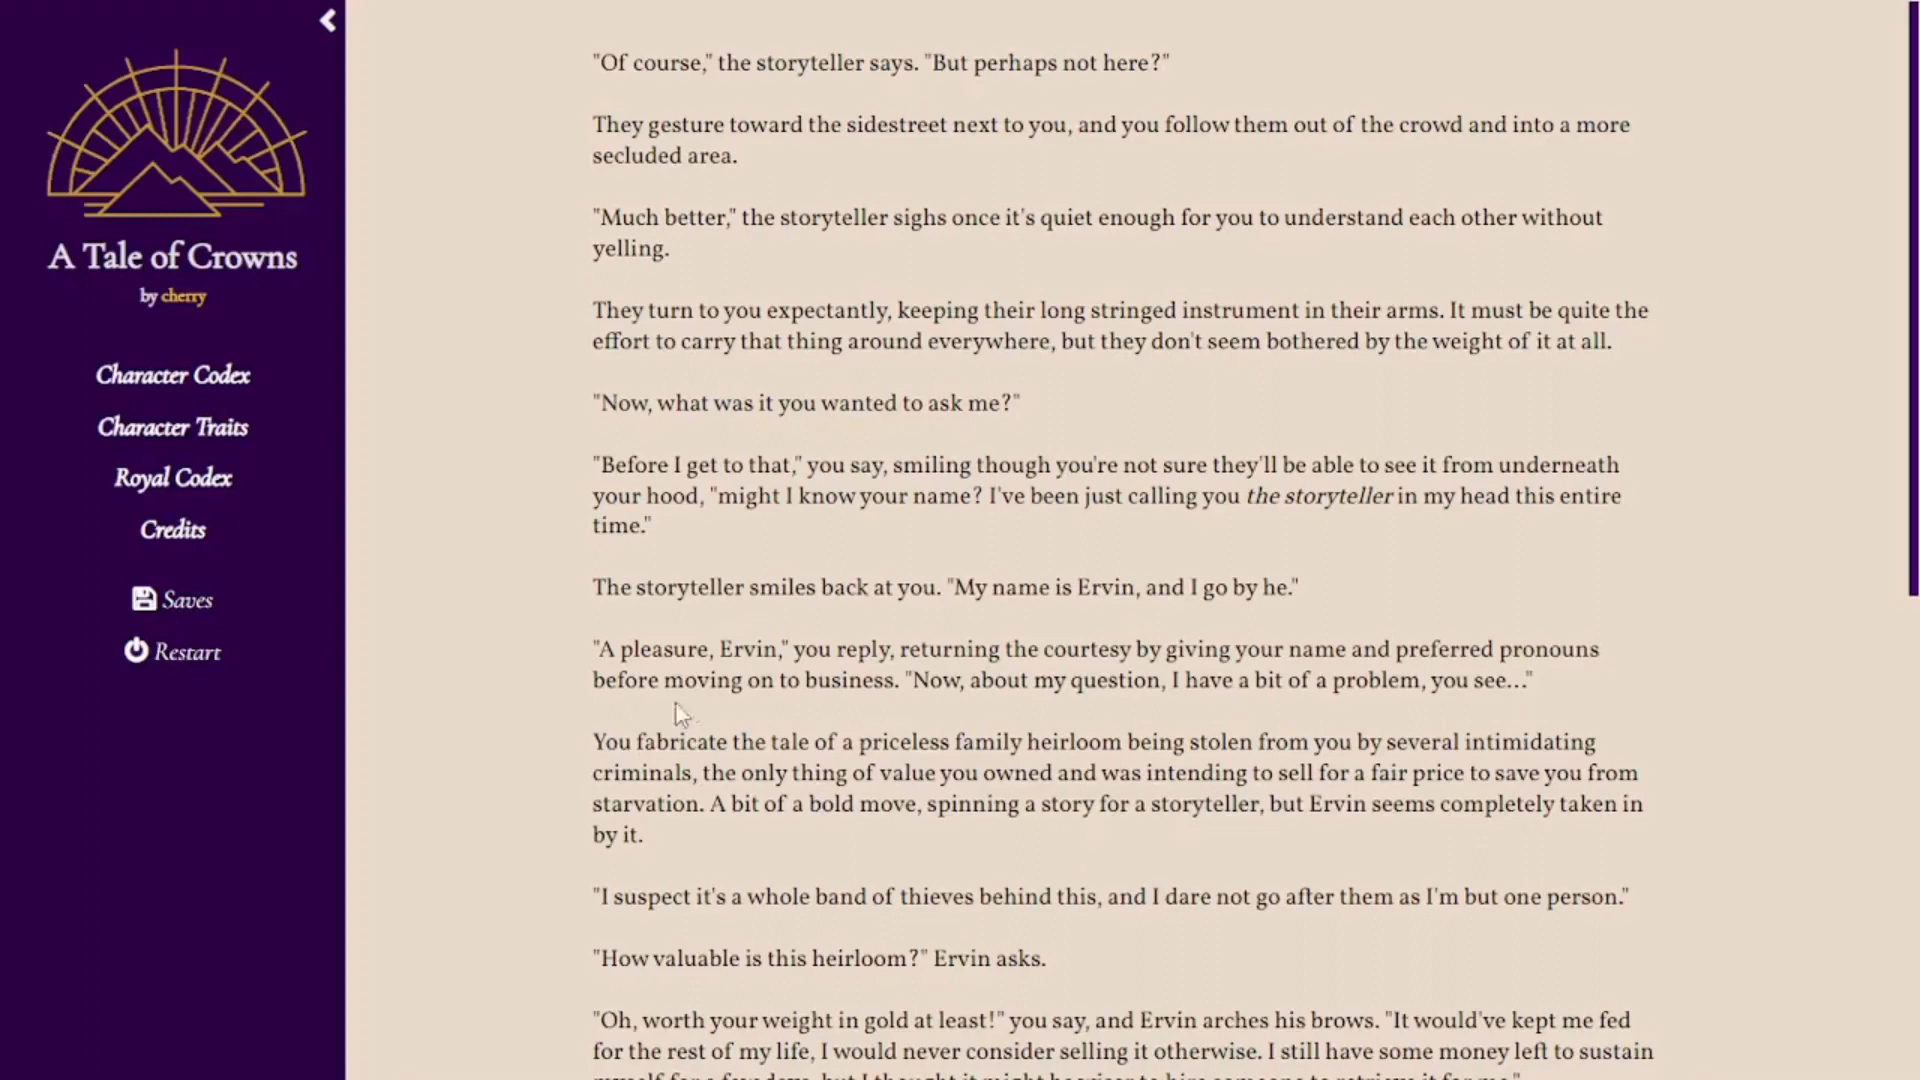 A Tale of Crowns
by cherry
Character Codex
Character Traits
Royal Codex
Credits
Saves
Restart
"Of course," the storyteller says. "But perhaps not here?"
They gesture toward the sidestreet next to you, and you follow them out of the crowd and into a more
secluded area.
"Much better," the storyteller sighs once it's quiet enough for you to understand each other without
yelling.
They turn to you expectantly, keeping their long stringed instrument in their arms. It must be quite the
effort to carry that thing around everywhere, but they don't seem bothered by the weight of it at all.
"Now, what was it you wanted to ask me?"
"Before I get to that," you say, smiling though you're not sure they'll be able to see it from underneath
your hood, "might I know your name? I've been just calling you the storyteller in my head this entire
time."
The storyteller smiles back at you. "My name is Ervin, and I go by he."
"A pleasure, Ervin," you reply, returning the courtesy by giving your name and preferred pronouns
before moving on to business. "Now, about my question, I have a bit of a problem, you see..."
You fabricate the tale of a priceless family heirloom being stolen from you by several intimidating
criminals, the only thing of value you owned and was intending to sell for a fair price to save you from
starvation. A bit of a bold move, spinning a story for a storyteller, but Ervin seems completely taken in
by it.
"I suspect it's a whole band of thieves behind this, and I dare not go after them as I'm but one person."
"How valuable is this heirloom?" Ervin asks.
"Oh, worth your weight in gold at least!" you say, and Ervin arches his brows. "It would've kept me fed
for the rest of my life, I would never consider selling it otherwise. I still have some money left to sustain